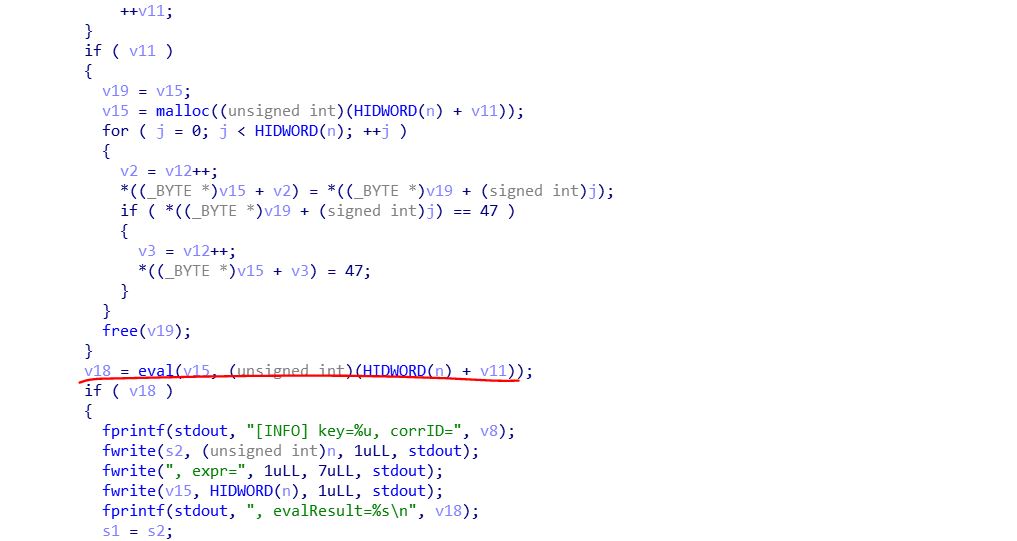 ++v11;
}
if ( v11 )
{
v19 = v15;
v15 = malloc((unsigned int)(HIDWORD(n) + v11));
for ( j = 0; j < HIDWORD(n); ++j )
{
v2 = v12++;
*((_BYTE *)v15 + v2) = *((_BYTE *)v19 + (signed int)j);
if ( *((_BYTE *)v19 + (signed int)j) == 47 )
{
v3 = v12++;
*((_BYTE *)v15 + v3) = 47;
}
}
free(v19);
}
v18 = eval(v15, (unsigned int)(HIDWORD(n) + v11));
if ( v18 )
{
fprintf(stdout, "[INFO] key=%u, corrID=", v8);
fwrite(s2, (unsigned int)n, 1uLL, stdout);
fwrite(", expr=", 1uLL, 7uLL, stdout);
fwrite(v15, HIDWORD(n), 1uLL, stdout);
fprintf(stdout, ", evalResult=%s\n", v18);
s1 = s2;